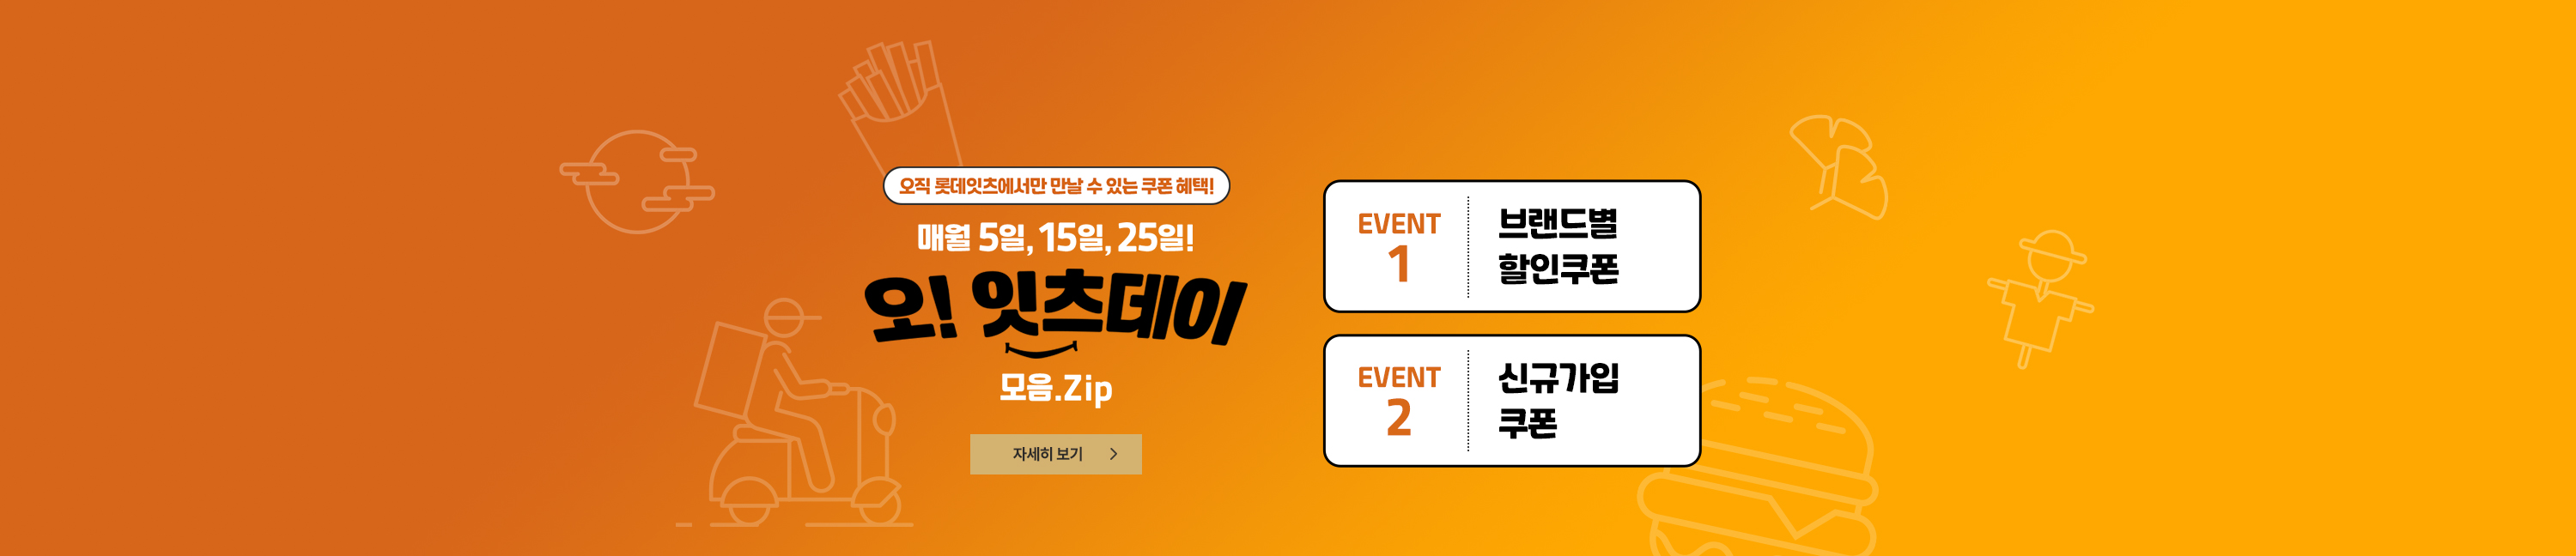 오직 롯데잇츠에서만 만날 수 있는 쿠폰 혜택!
매월 5일, 15일, 25일!
오! 잇츠데이
모음.Zip
자세히 보기
EVENT
1
브랜드별
할인쿠폰
EVENT
2
신규가입
쿠폰